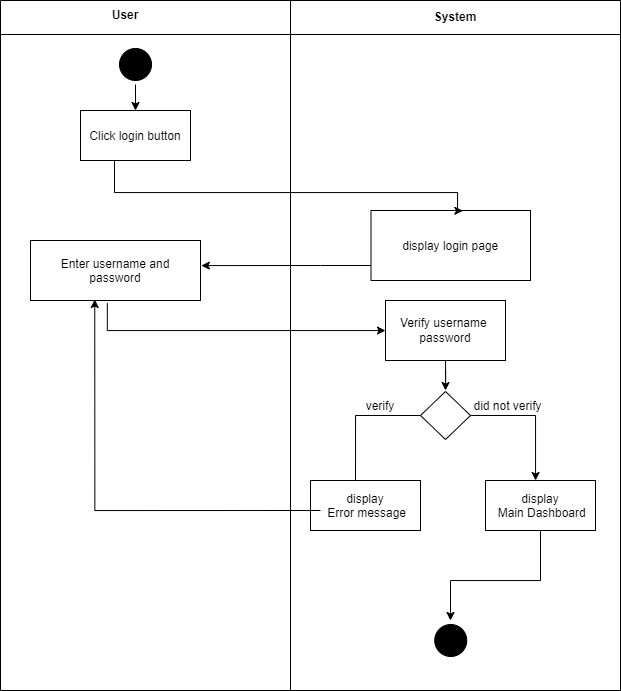 User
System
Click login button
display login page
Enter username and
password
Verify username
password
verify
did not verify
display
Error message
display
Main Dashboard